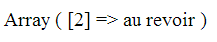 Array ( [2] => au revoir )